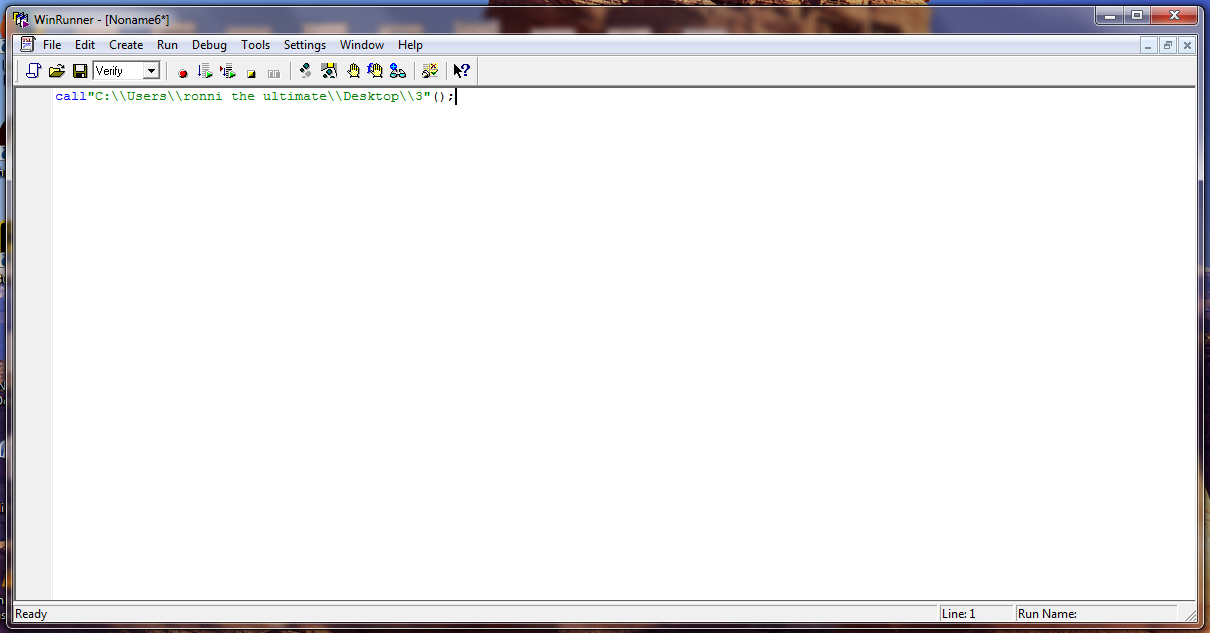 WinRunner - [Noname6*]
File Edit Create Run Debug Tools Settings Window Help
Verify
call"C:\\Users\\ronni the ultimate\\Desktop\\3"();
Ready Line: 1 Run Name: